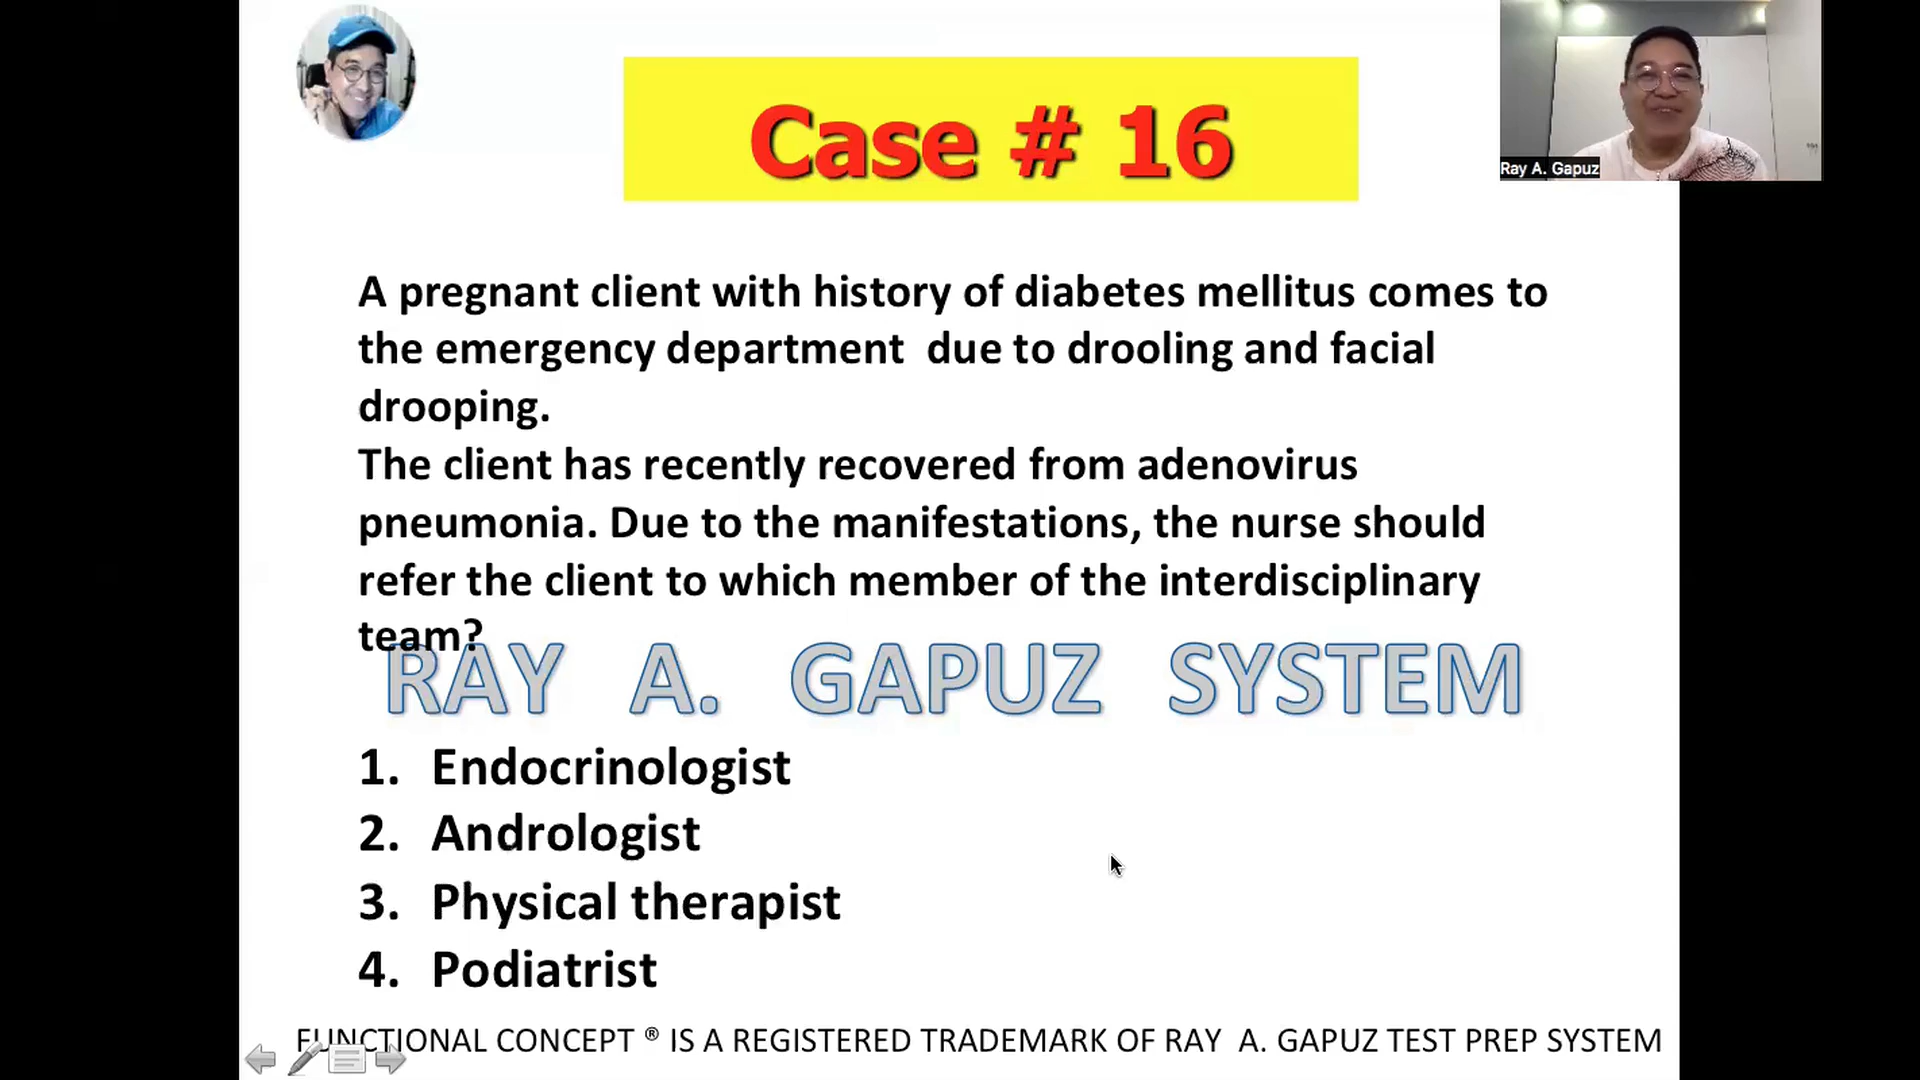 Case # 16
Ray A. Gapuz
A pregnant client with history of diabetes mellitus comes to
the emergency department due to drooling and facial
drooping.
The client has recently recovered from adenovirus
pneumonia. Due to the manifestations, the nurse should
refer the client to which member of the interdisciplinary
team?
RAY A. GAPUZ SYSTEM
1. Endocrinologist
2. Andrologist
3. Physical therapist
4. Podiatrist
FUNCTIONAL CONCEPT ® IS A REGISTERED TRADEMARK OF RAY A. GAPUZ TEST PREP SYSTEM